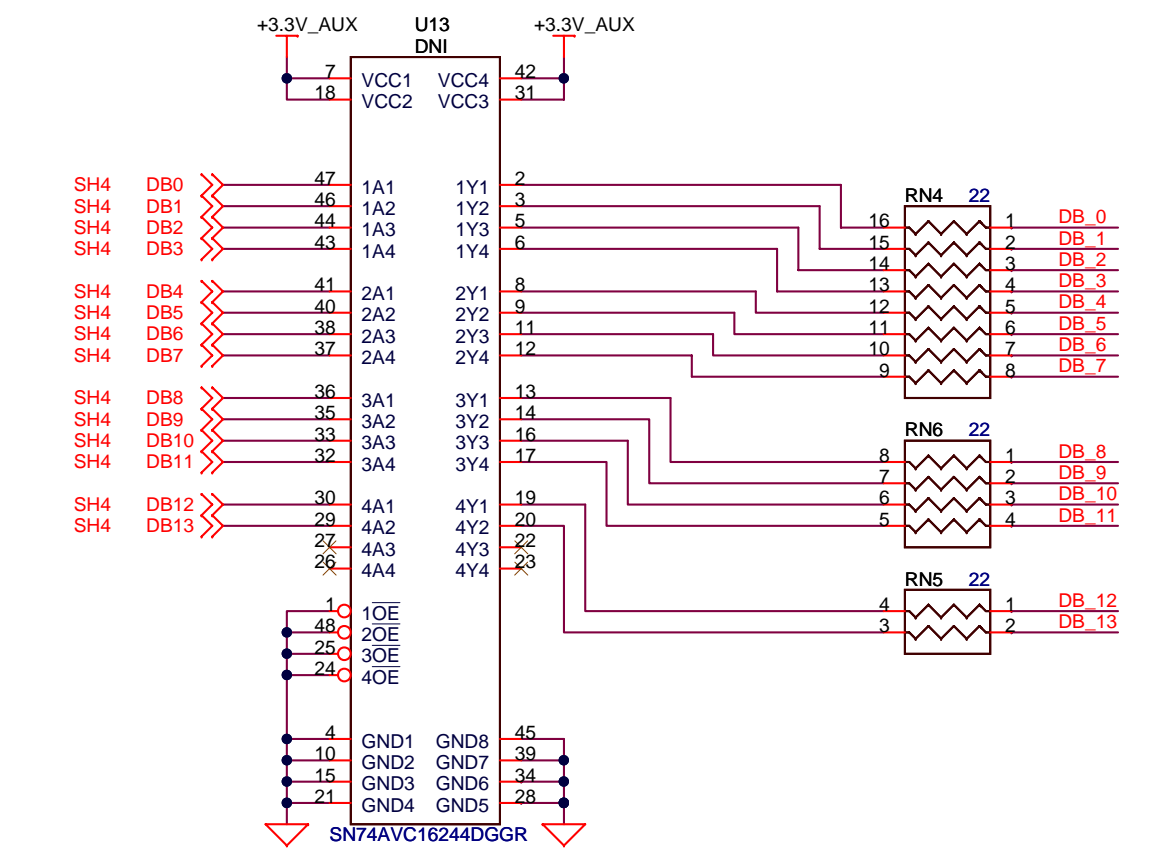 +3.3V_AUX U13 +3.3V_AUX
DNI
7 VCC1 VCC4 42
18 VCC2 VCC3 31
SH4 DB0 47 1A1 1Y1 2
SH4 DB1 46 1A2 1Y2 3
SH4 DB2 44 1A3 1Y3 5
SH4 DB3 43 1A4 1Y4 6
SH4 DB4 41 2A1 2Y1 8
SH4 DB5 40 2A2 2Y2 9
SH4 DB6 38 2A3 2Y3 11
SH4 DB7 37 2A4 2Y4 12
SH4 DB8 36 3A1 3Y1 13
SH4 DB9 35 3A2 3Y2 14
SH4 DB10 33 3A3 3Y3 16
SH4 DB11 32 3A4 3Y4 17
SH4 DB12 30 4A1 4Y1 19
SH4 DB13 29 4A2 4Y2 20
27 4A3 4Y3 22
26 4A4 4Y4 23
1 1OE
48 2OE
25 3OE
24 4OE
4 GND1 GND8 45
10 GND2 GND7 39
15 GND3 GND6 34
21 GND4 GND5 28
SN74AVC16244DGGR
RN4 22
16 1 DB_0
15 2 DB_1
14 3 DB_2
13 4 DB_3
12 5 DB_4
11 6 DB_5
10 7 DB_6
9 8 DB_7
RN6 22
8 1 DB_8
7 2 DB_9
6 3 DB_10
5 4 DB_11
RN5 22
4 1 DB_12
3 2 DB_13